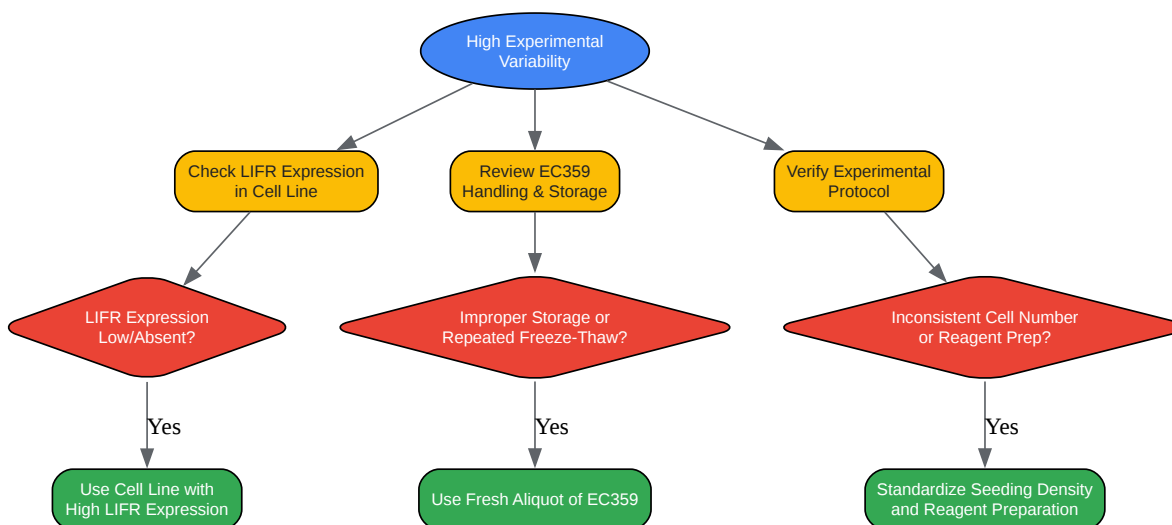 High Experimental
Variability
Check LIFR Expression
in Cell Line
Review EC359
Handling & Storage
Verify Experimental
Protocol
LIFR Expression
Low/Absent?
Improper Storage or
Repeated Freeze-Thaw?
Inconsistent Cell Number
or Reagent Prep?
Yes
Yes
Yes
Use Cell Line with
High LIFR Expression
Use Fresh Aliquot of EC359
Standardize Seeding Density
and Reagent Preparation